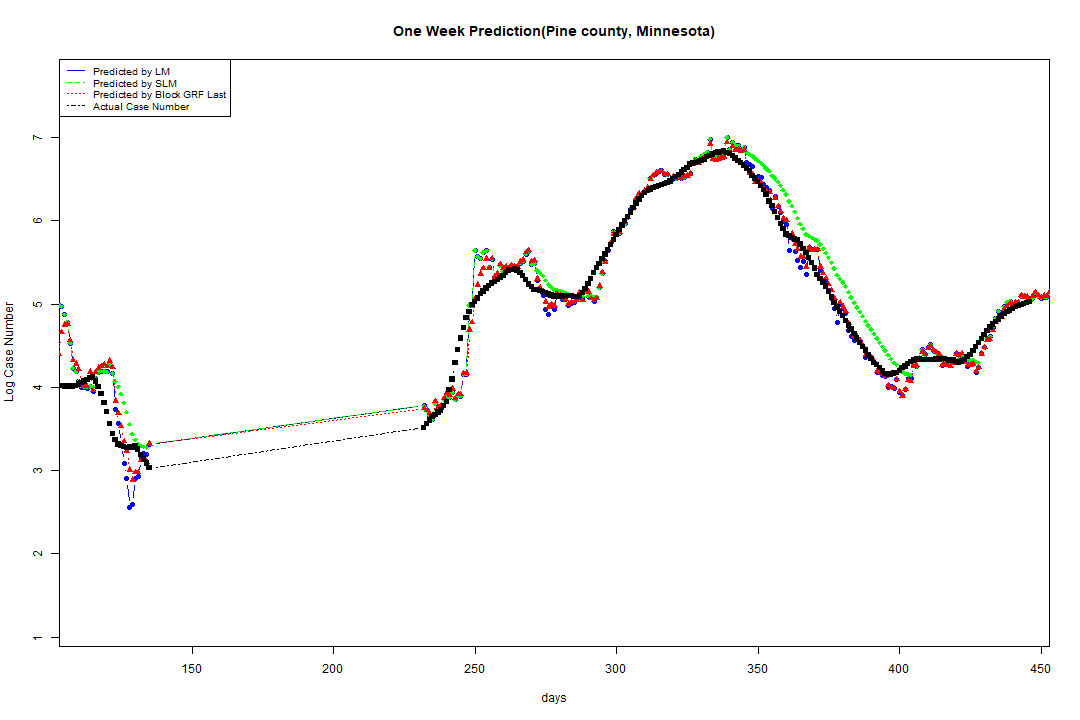 One Week Prediction(Pine county, Minnesota)
Predicted by LM
Predicted by SLM
Predicted by Block GRF Last
Actual Case Number
Log Case Number
7
6
5
4
3
2
1
150 200 250 300 350 400 450
days